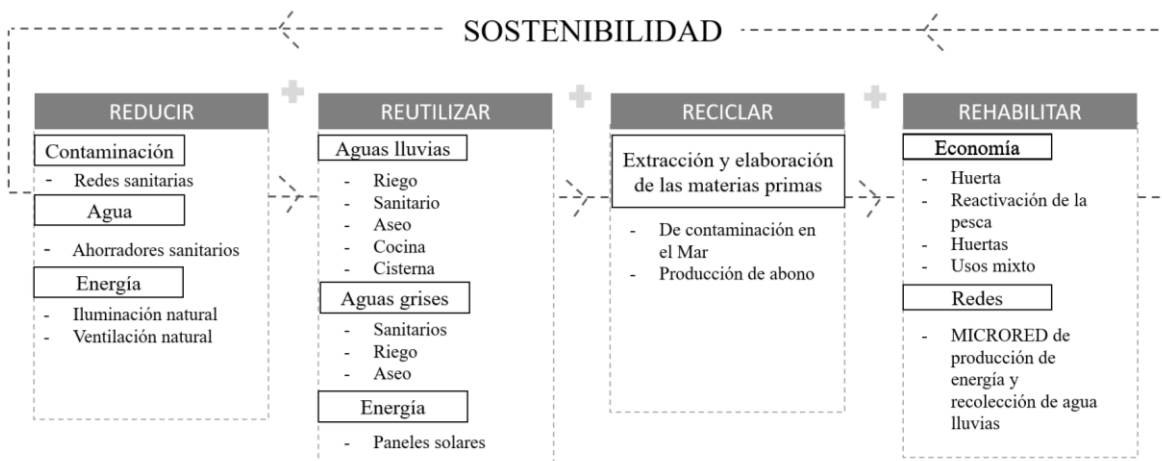 SOSTENIBILIDAD
REDUCIR
Contaminación
- Redes sanitarias
Agua
- Ahorradores sanitarios
Energía
- Iluminación natural
- Ventilación natural
REUTILIZAR
Aguas lluvias
- Riego
- Sanitario
- Aseo
- Cocina
- Cisterna
Aguas grises
- Sanitarios
- Riego
- Aseo
Energía
- Paneles solares
RECICLAR
Extracción y elaboración
de las materias primas
- De contaminación en
el Mar
- Producción de abono
REHABILITAR
Economía
- Huerta
- Reactivación de la
pesca
- Huertas
- Usos mixto
Redes
- MICRORED de
producción de
energía y
recolección de agua
lluvias